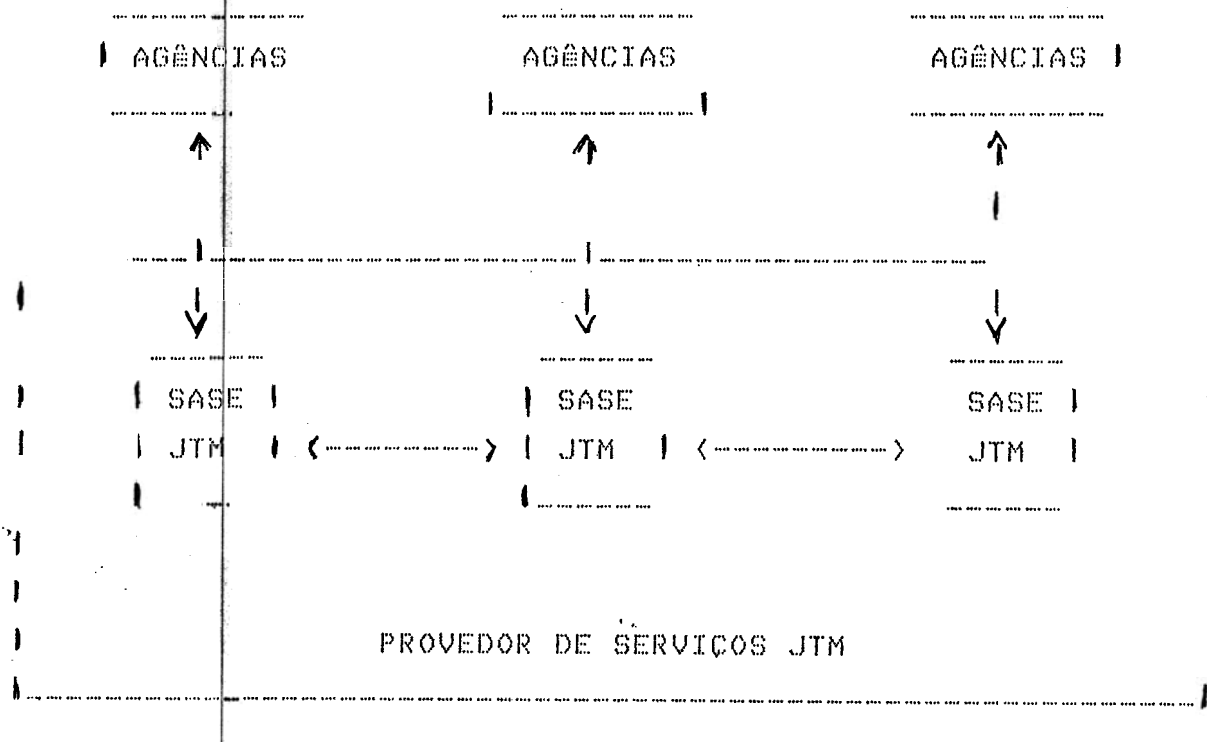 AGÊNCIAS AGÊNCIAS AGÊNCIAS
SASE SASE SASE
JTM JTM JTM
PROVEDOR DE SERVIÇOS JTM